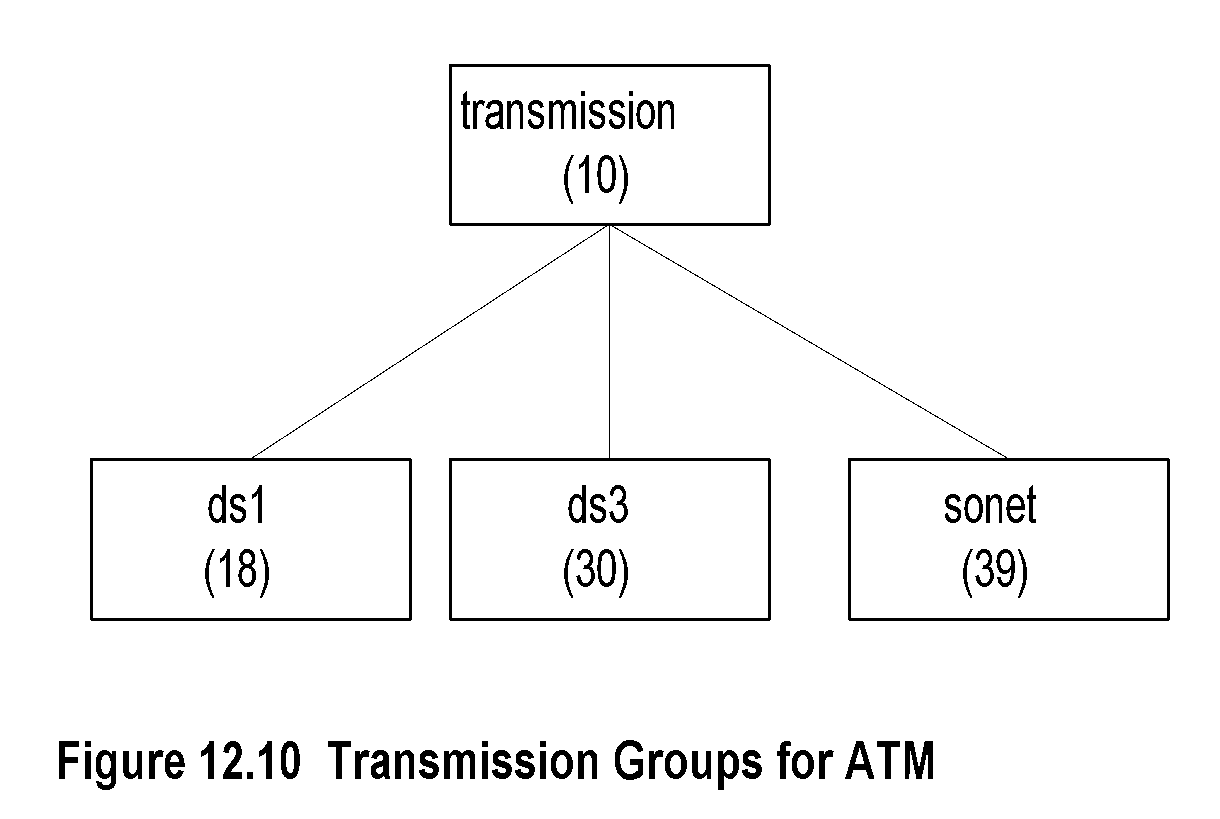 transmission
(10)
ds1
(18)
ds3
(30)
sonet
(39)
Figure 12.10 Transmission Groups for ATM